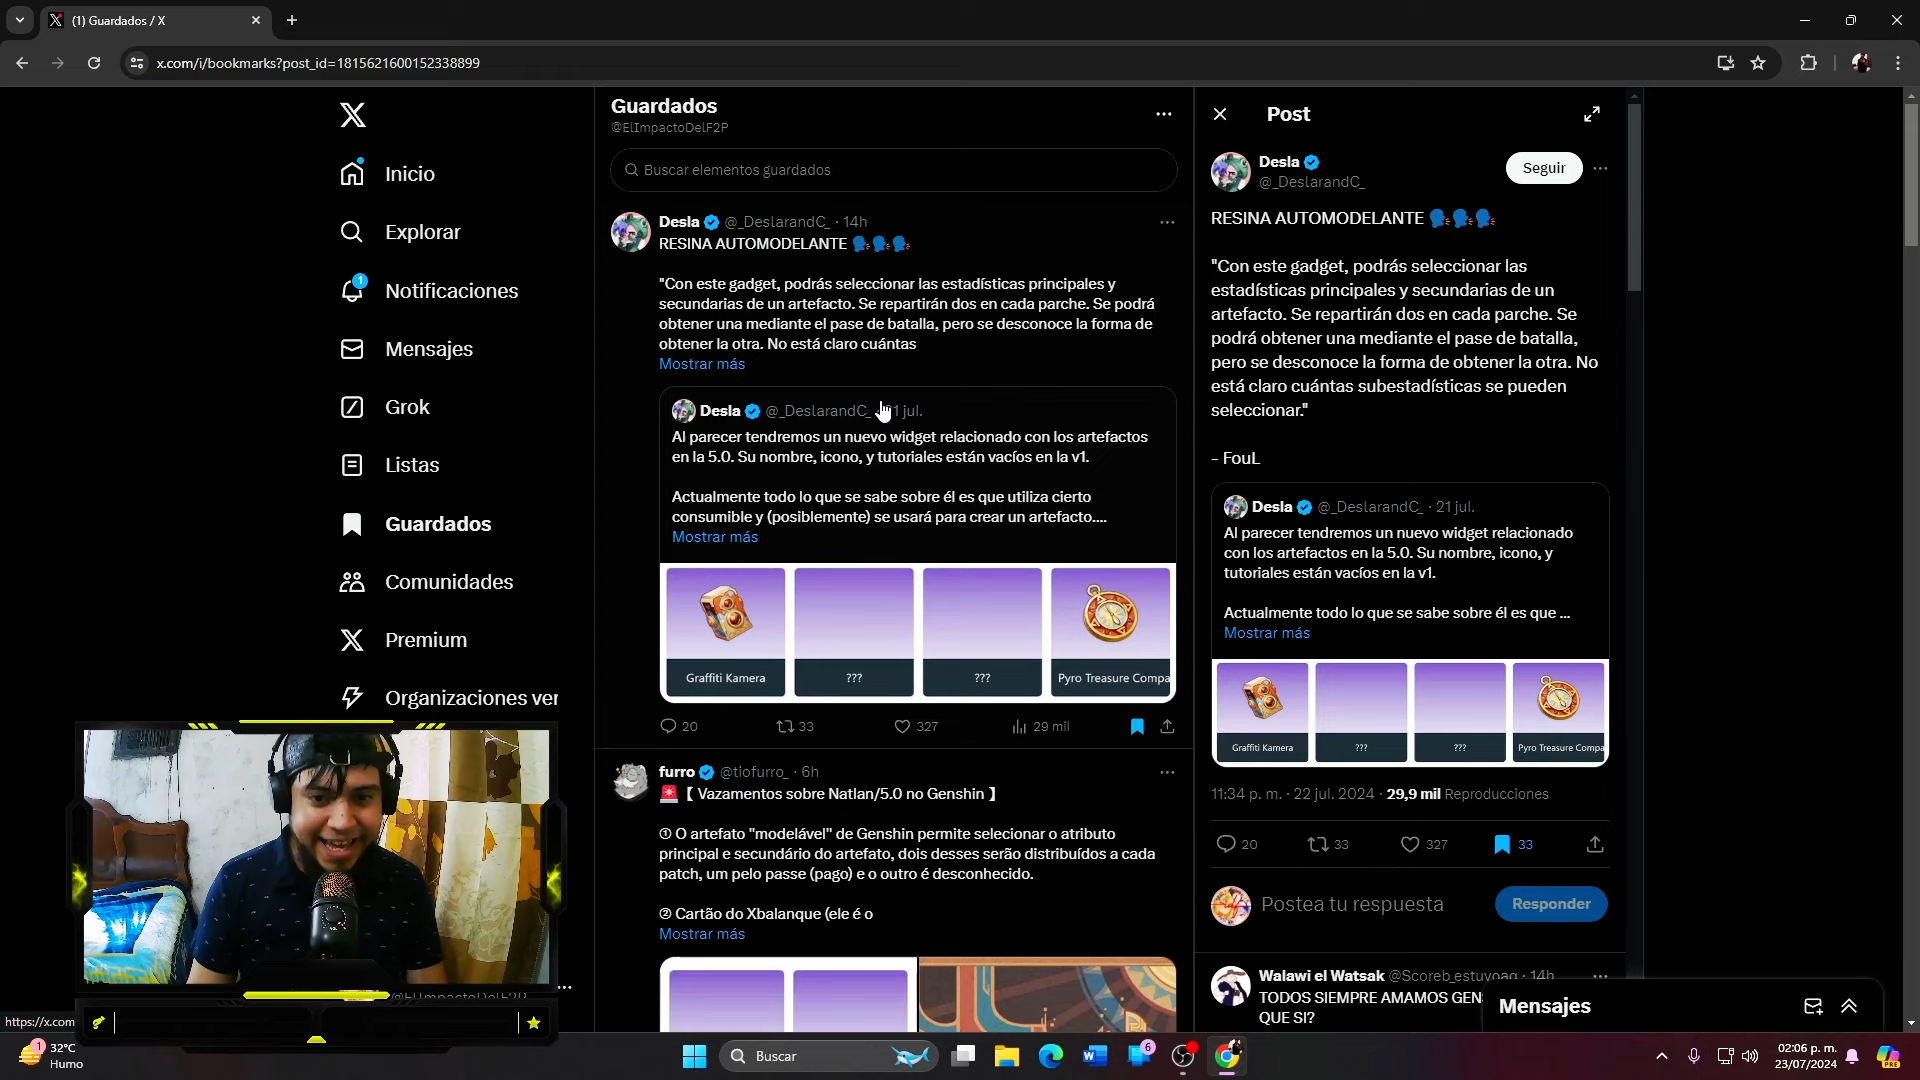 (1) Guardados / X
x.com/i/bookmarks?post_id=1815621600152338899
Inicio
Explorar
1
Notificaciones
Mensajes
Grok
Listas
Guardados
Comunidades
Premium
Organizaciones ver
@ElImpactoDelF2P
https://x.com
Guardados
@ElImpactoDelF2P
Buscar elementos guardados
Desla @_DeslarandC_ · 14h
RESINA AUTOMODELANTE 🗣️🗣️🗣️
"Con este gadget, podrás seleccionar las estadísticas principales y
secundarias de un artefacto. Se repartirán dos en cada parche. Se podrá
obtener una mediante el pase de batalla, pero se desconoce la forma de
obtener la otra. No está claro cuántas
Mostrar más
Desla @_DeslarandC_ 1 jul.
Al parecer tendremos un nuevo widget relacionado con los artefactos
en la 5.0. Su nombre, icono, y tutoriales están vacíos en la v1.
Actualmente todo lo que se sabe sobre él es que utiliza cierto
consumible y (posiblemente) se usará para crear un artefacto....
Mostrar más
Graffiti Kamera
???
???
Pyro Treasure Compa
20
33
327
29 mil
furro @tiofurro_ · 6h
🚨【 Vazamentos sobre Natlan/5.0 no Genshin 】
① O artefato "modelável" de Genshin permite selecionar o atributo
principal e secundário do artefato, dois desses serão distribuídos a cada
patch, um pelo passe (pago) e o outro é desconhecido.
② Cartão do Xbalanque (ele é o
Mostrar más
Post
Desla
@_DeslarandC_
Seguir
RESINA AUTOMODELANTE 🗣️🗣️🗣️
"Con este gadget, podrás seleccionar las
estadísticas principales y secundarias de un
artefacto. Se repartirán dos en cada parche. Se
podrá obtener una mediante el pase de batalla,
pero se desconoce la forma de obtener la otra. No
está claro cuántas subestadísticas se pueden
seleccionar."
- FouL
Desla @_DeslarandC_ · 21 jul.
Al parecer tendremos un nuevo widget relacionado
con los artefactos en la 5.0. Su nombre, icono, y
tutoriales están vacíos en la v1.
Actualmente todo lo que se sabe sobre él es que ...
Mostrar más
Graffiti Kamera
???
???
Pyro Treasure Compa
11:34 p. m. · 22 jul. 2024 · 29,9 mil Reproducciones
20
33
327
33
Postea tu respuesta
Responder
Walawi el Watsak @Scoreb_estuvoaq · 14h
TODOS SIEMPRE AMAMOS GEN
QUE SI?
Mensajes
1
32°C
Humo
Buscar
6
02:06 p. m.
23/07/2024
PRE